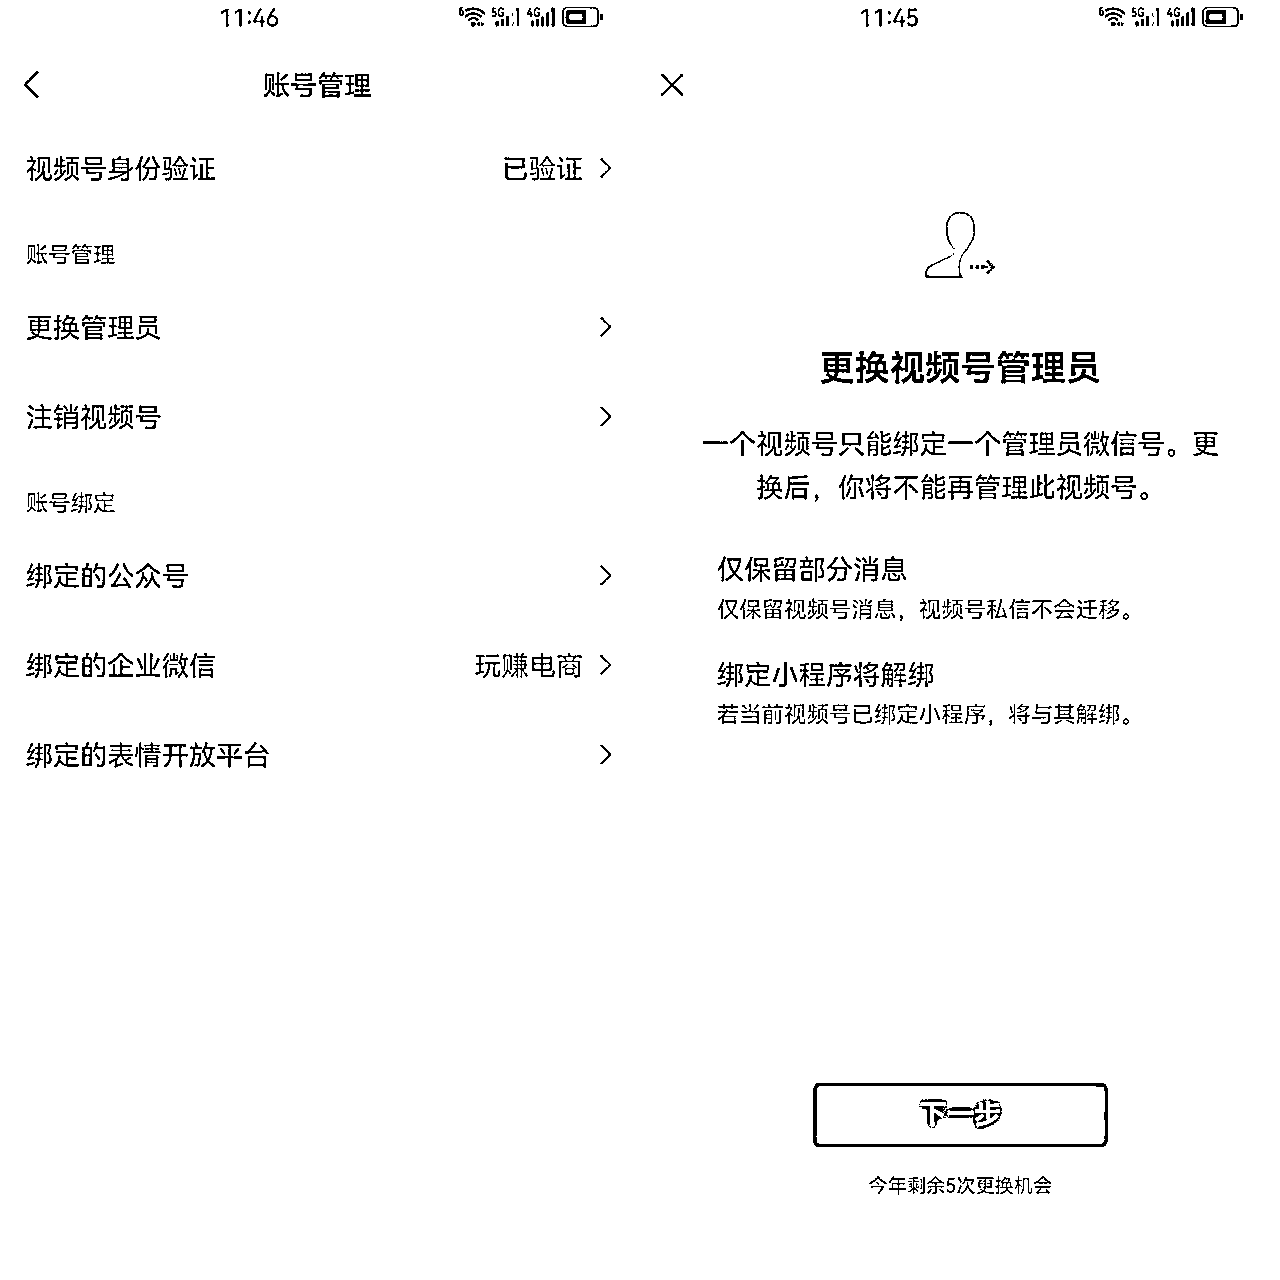 11:46
账号管理
视频号身份验证 已验证
账号管理
更换管理员
注销视频号
账号绑定
绑定的公众号
绑定的企业微信 玩赚电商
绑定的表情开放平台
11:45
更换视频号管理员
一个视频号只能绑定一个管理员微信号。更
换后，你将不能再管理此视频号。
仅保留部分消息
仅保留视频号消息，视频号私信不会迁移。
绑定小程序将解绑
若当前视频号已绑定小程序，将与其解绑。
下一步
今年剩余5次更换机会